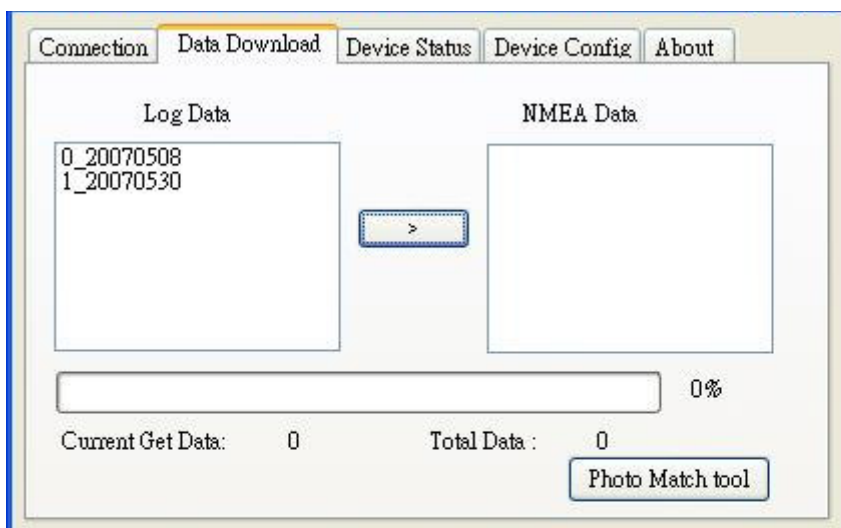 Connection Data Download Device Status Device Config About
Log Data NMEA Data
0_20070508
1_20070530
>
0%
Current Get Data: 0 Total Data : 0
Photo Match tool